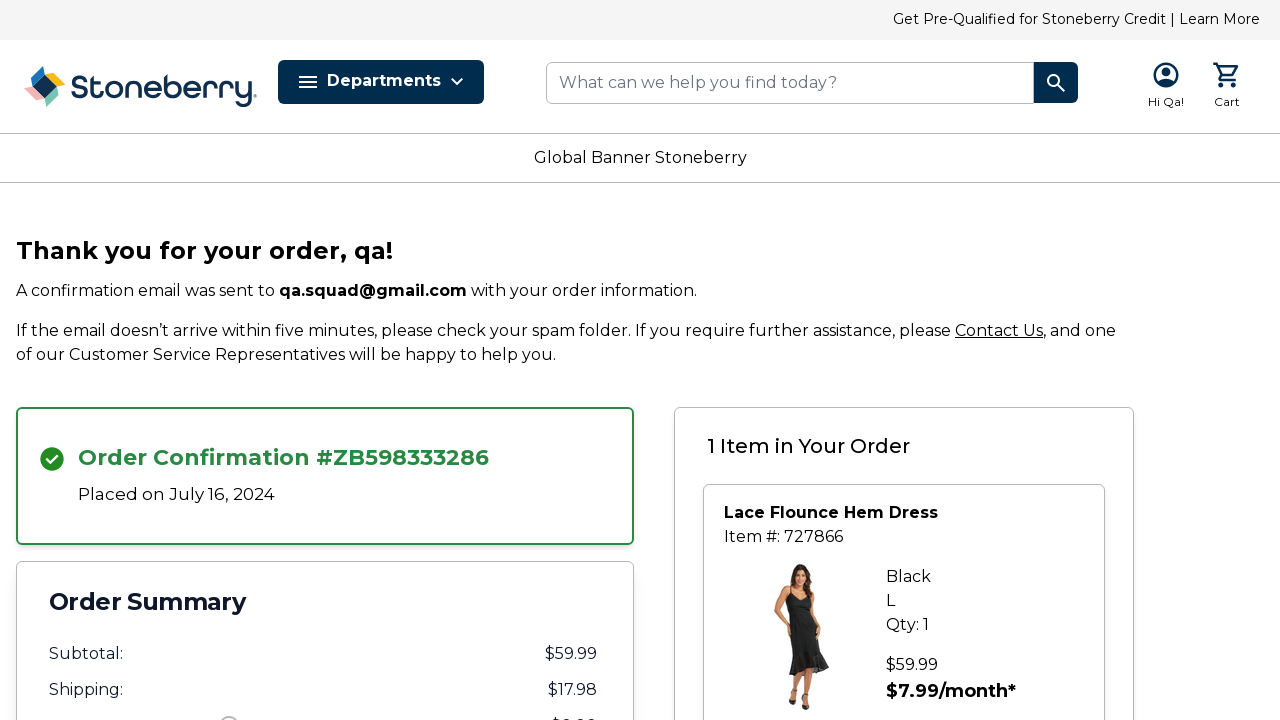 Get Pre-Qualified for Stoneberry Credit | Learn More
Stoneberry®
Departments
What can we help you find today?
Hi Qa!
Cart
Global Banner Stoneberry
Thank you for your order, qa!
A confirmation email was sent to qa.squad@gmail.com with your order information.
If the email doesn’t arrive within five minutes, please check your spam folder. If you require further assistance, please Contact Us, and one
of our Customer Service Representatives will be happy to help you.
Order Confirmation #ZB598333286
Placed on July 16, 2024
Order Summary
Subtotal: $59.99
Shipping: $17.98
1 Item in Your Order
Lace Flounce Hem Dress
Item #: 727866
Black
L
Qty: 1
$59.99
$7.99/month*